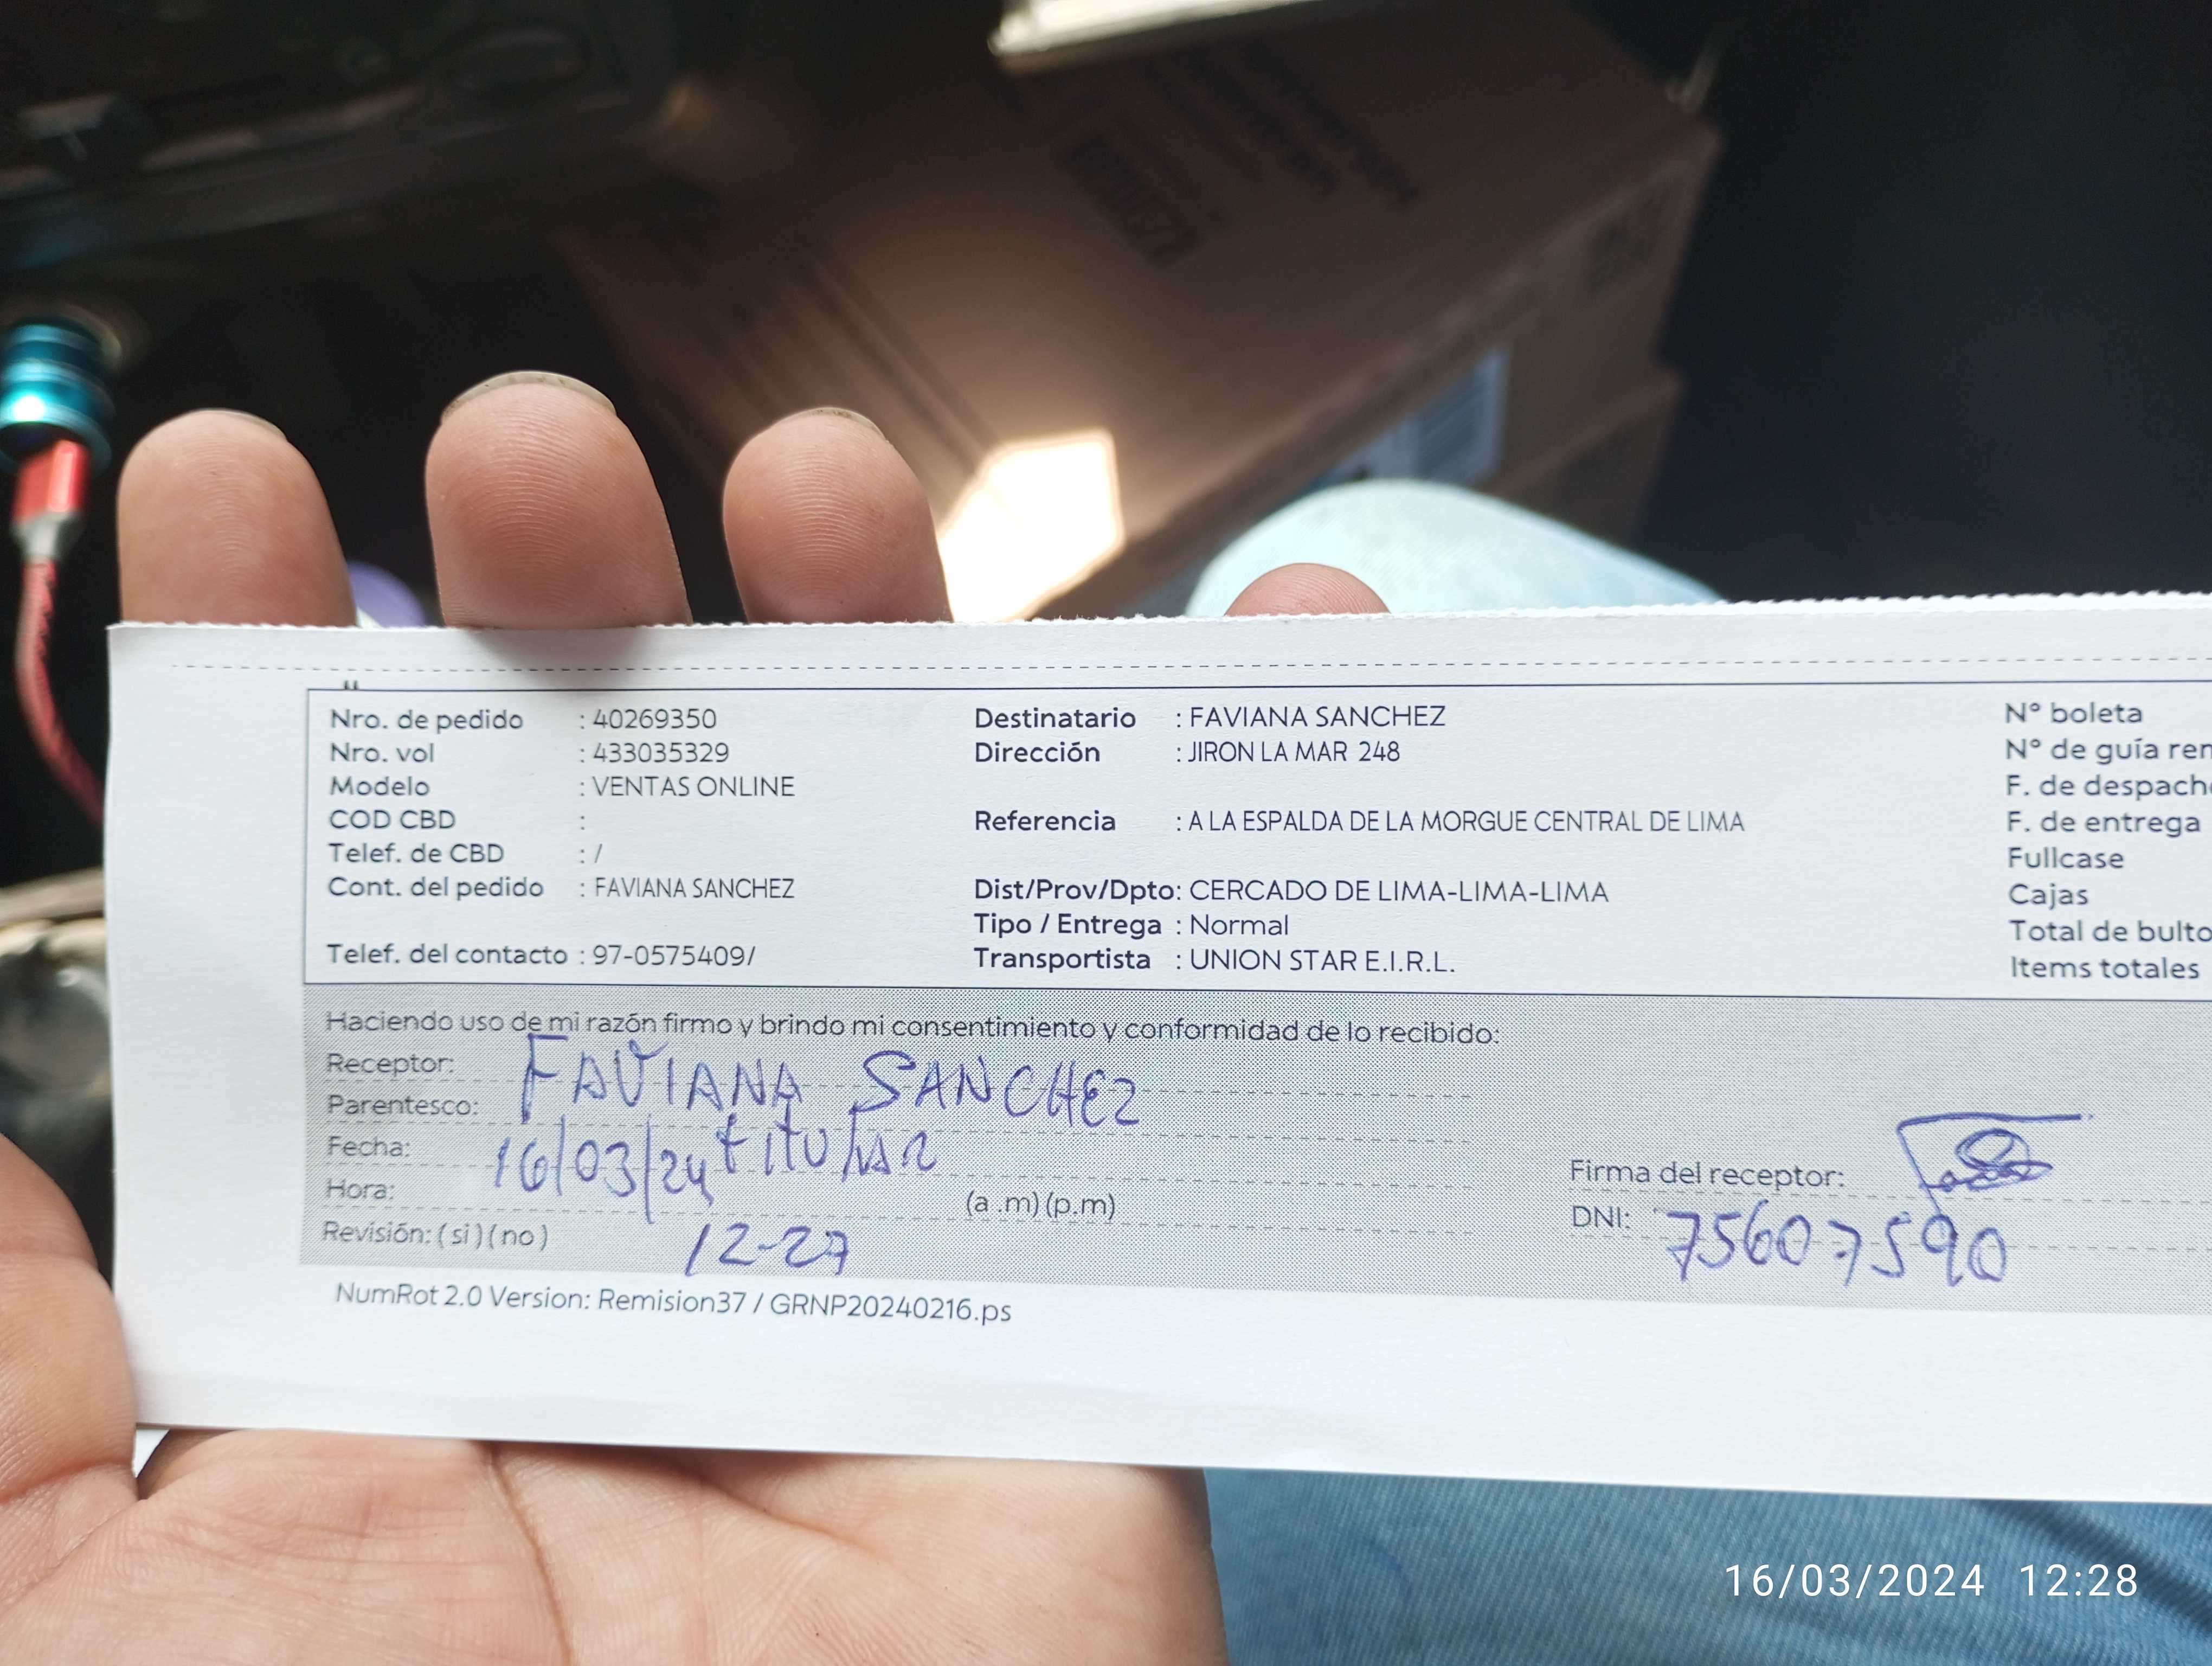 Nro. de pedido : 40269350
Nro. vol : 433035329
Modelo : VENTAS ONLINE
COD CBD :
Telef. de CBD : /
Cont. del pedido : FAVIANA SANCHEZ
Telef. del contacto : 97-0575409/
Destinatario : FAVIANA SANCHEZ
Dirección : JIRON LA MAR 248
Referencia : A LA ESPALDA DE LA MORGUE CENTRAL DE LIMA
Dist/Prov/Dpto: CERCADO DE LIMA-LIMA-LIMA
Tipo / Entrega : Normal
Transportista : UNION STAR E.I.R.L.
N° boleta
N° de guía rem
F. de despacho
F. de entrega
Fullcase
Cajas
Total de bulto
Items totales
Haciendo uso de mi razón firmo y brindo mi consentimiento y conformidad de lo recibido:
Receptor: FAVIANA SANCHEZ
Parentesco: titular
Fecha: 16/03/24
Hora: 12-27 (a .m) (p.m)
Revisión: ( si ) ( no )
Firma del receptor:
DNI: 75607590
NumRot 2.0 Version: Remision37 / GRNP20240216.ps
16/03/2024 12:28